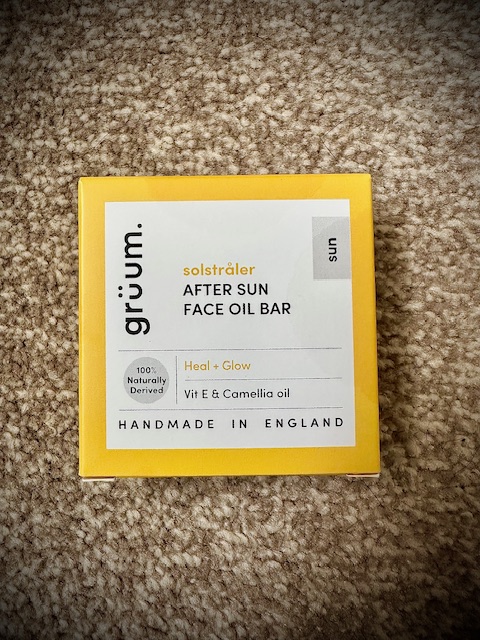 grüum.
sun
solstråler
AFTER SUN
FACE OIL BAR
100%
Naturally
Derived
Heal + Glow
Vit E & Camellia oil
HANDMADE IN ENGLAND